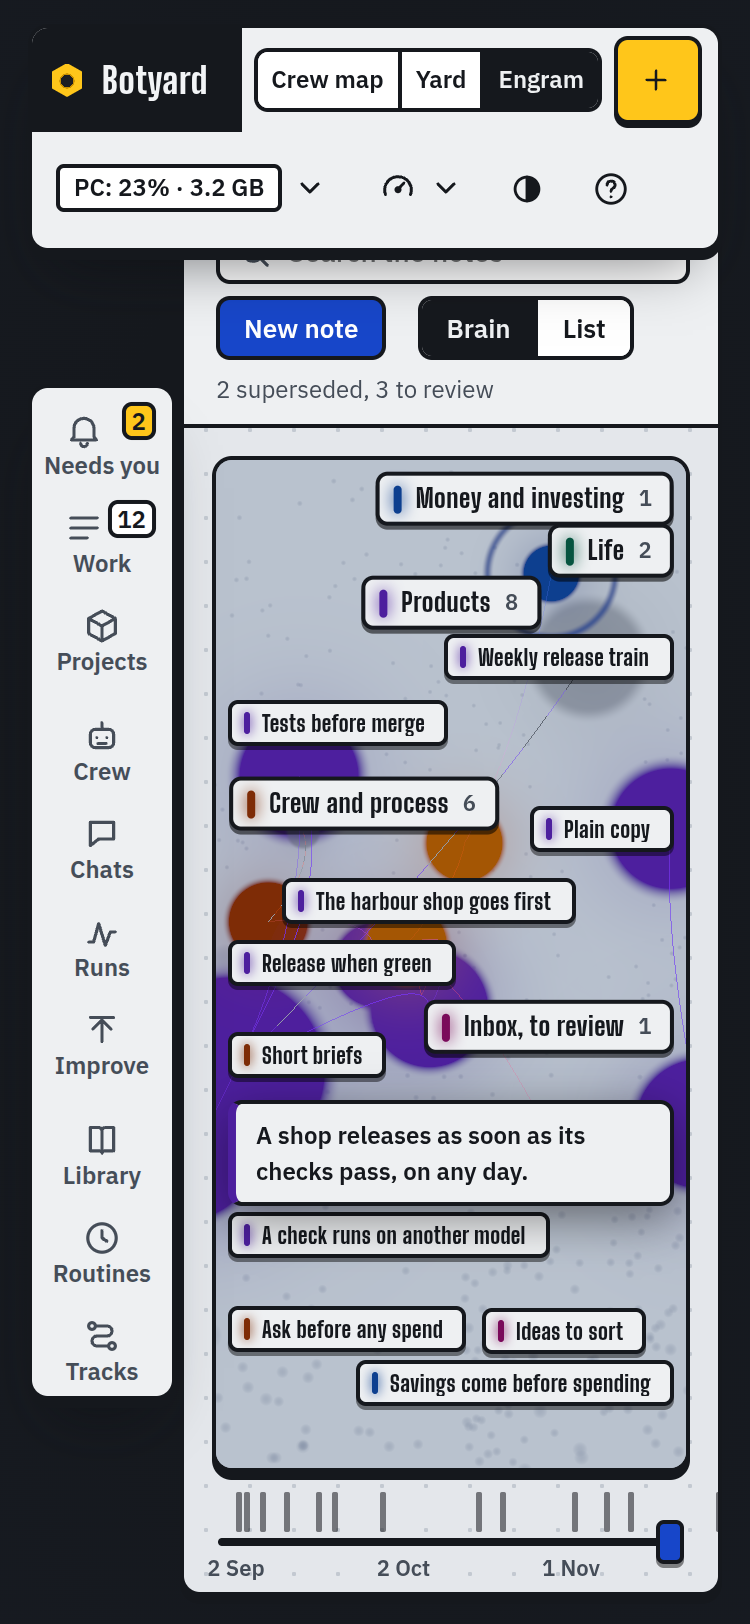 Botyard
Crew map
Yard
Engram
PC: 23% · 3.2 GB
New note
Brain
List
2 superseded, 3 to review
2
Needs you
12
Work
Projects
Crew
Chats
Runs
Improve
Library
Routines
Tracks
Money and investing 1
Life 2
Products 8
Weekly release train
Tests before merge
Crew and process 6
Plain copy
The harbour shop goes first
Release when green
Inbox, to review 1
Short briefs
A shop releases as soon as its
checks pass, on any day.
A check runs on another model
Ask before any spend
Ideas to sort
Savings come before spending
2 Sep
2 Oct
1 Nov